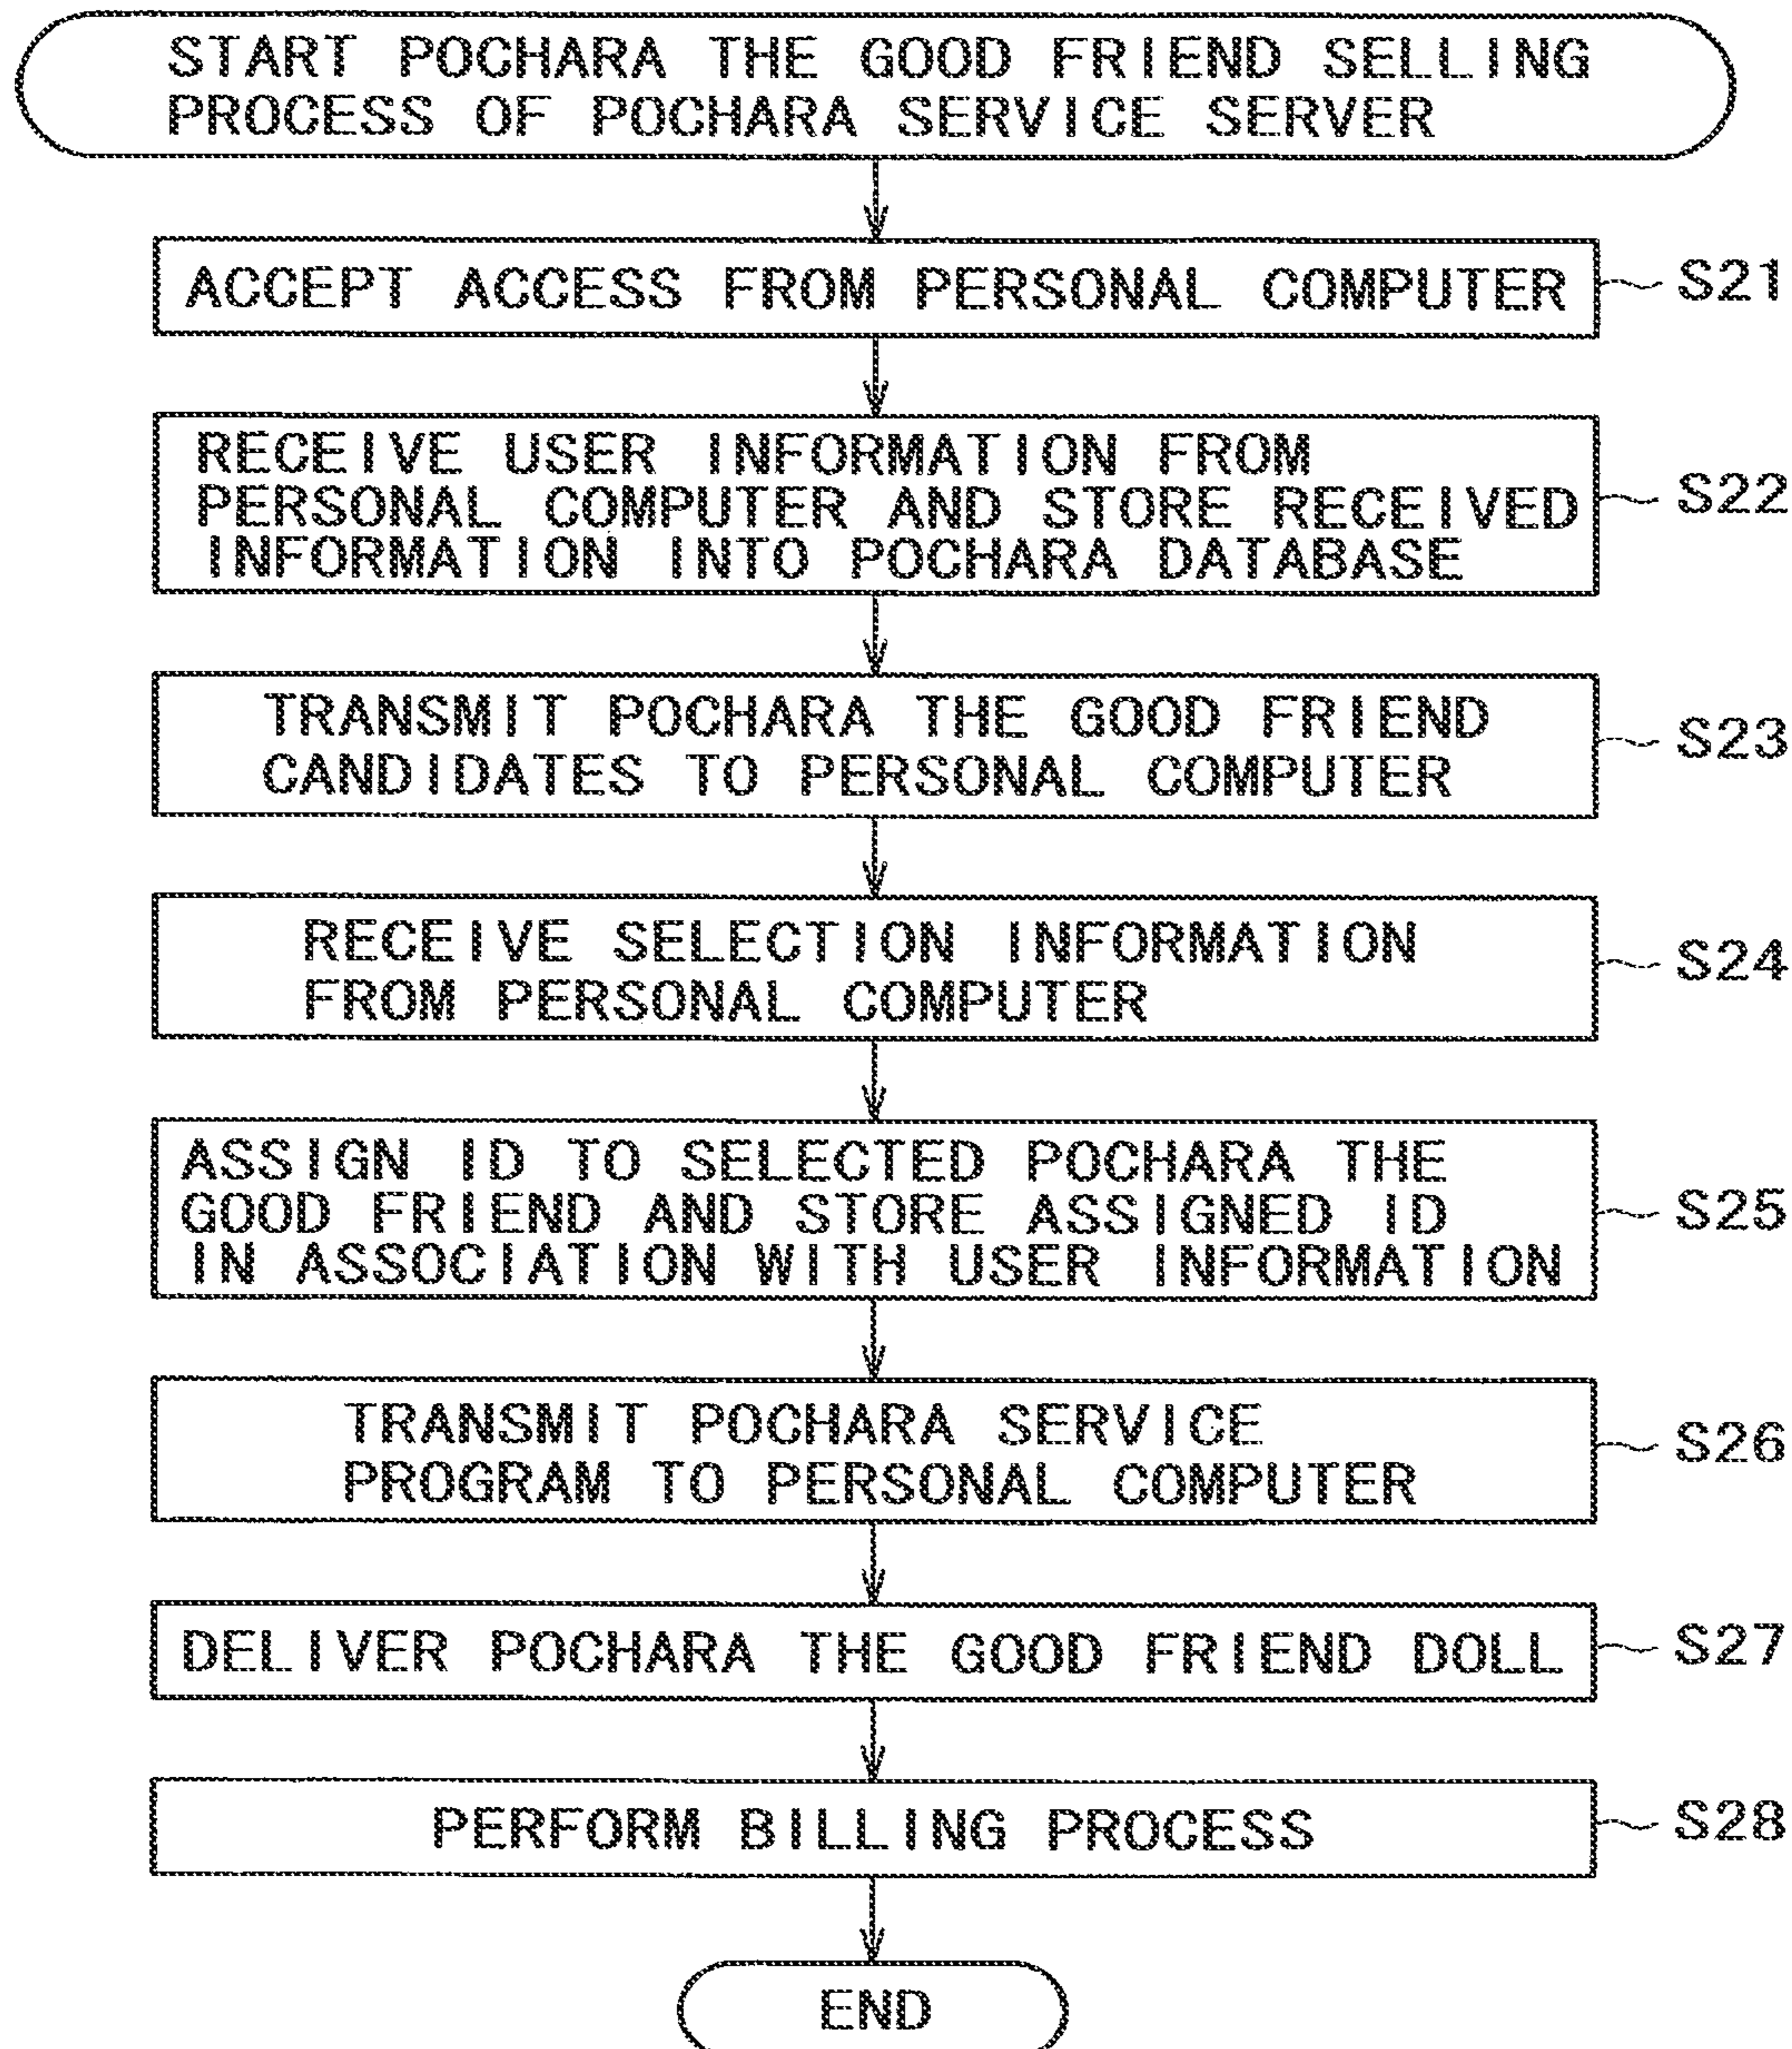 START POCHARA THE GOOD FRIEND SELLING
PROCESS OF POCHARA SERVICE SERVER
ACCEPT ACCESS FROM PERSONAL COMPUTER
S21
RECEIVE USER INFORMATION FROM
PERSONAL COMPUTER AND STORE RECEIVED
INFORMATION INTO POCHARA DATABASE
S22
TRANSMIT POCHARA THE GOOD FRIEND
CANDIDATES TO PERSONAL COMPUTER
S23
RECEIVE SELECTION INFORMATION
FROM PERSONAL COMPUTER
S24
ASSIGN ID TO SELECTED POCHARA THE
GOOD FRIEND AND STORE ASSIGNED ID
IN ASSOCIATION WITH USER INFORMATION
S25
TRANSMIT POCHARA SERVICE
PROGRAM TO PERSONAL COMPUTER
S26
DELIVER POCHARA THE GOOD FRIEND DOLL
S27
PERFORM BILLING PROCESS
S28
END